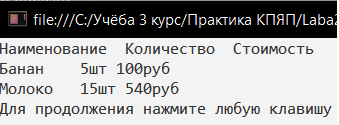 file:///C:/Учёба 3 курс/Практика КПЯП/Laba2
Наименование  Количество  Стоимость
Банан    5шт 100руб
Молоко   15шт 540руб
Для продолжения нажмите любую клавишу